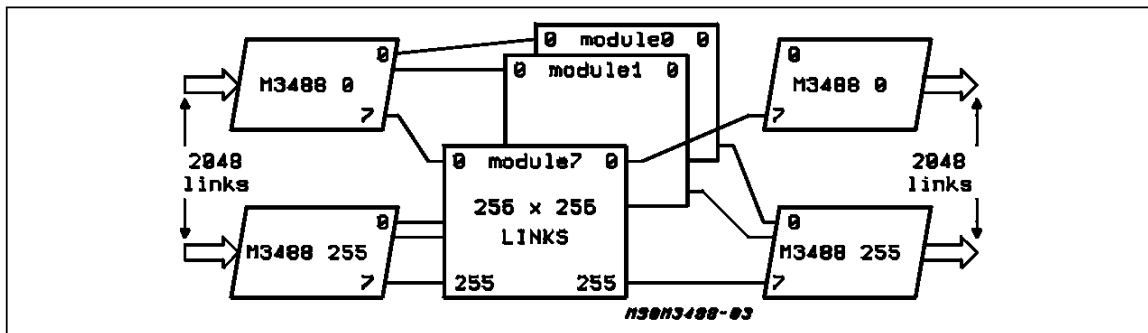 0 module0 0
0 module1 0
0
M3488 0
7
0
M3488 0
7
2048
links
0 module7 0
256 x 256
LINKS
255 255
2048
links
0
M3488 255
7
0
M3488 255
7
M30M3488-03